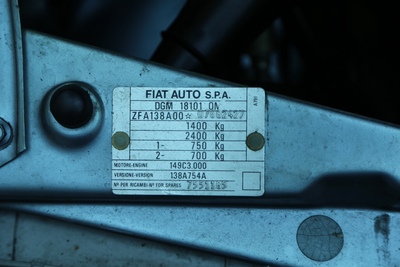 FIAT AUTO S.P.A.
DGM 18101 OM
ZFA138A00☆
1400 Kg
2400 Kg
1- 750 Kg
2- 700 Kg
MOTORE-ENGINE 149C3.000
VERSIONE-VERSION 138A754A
Nº PER RICAMBI-Nº FOR SPARES